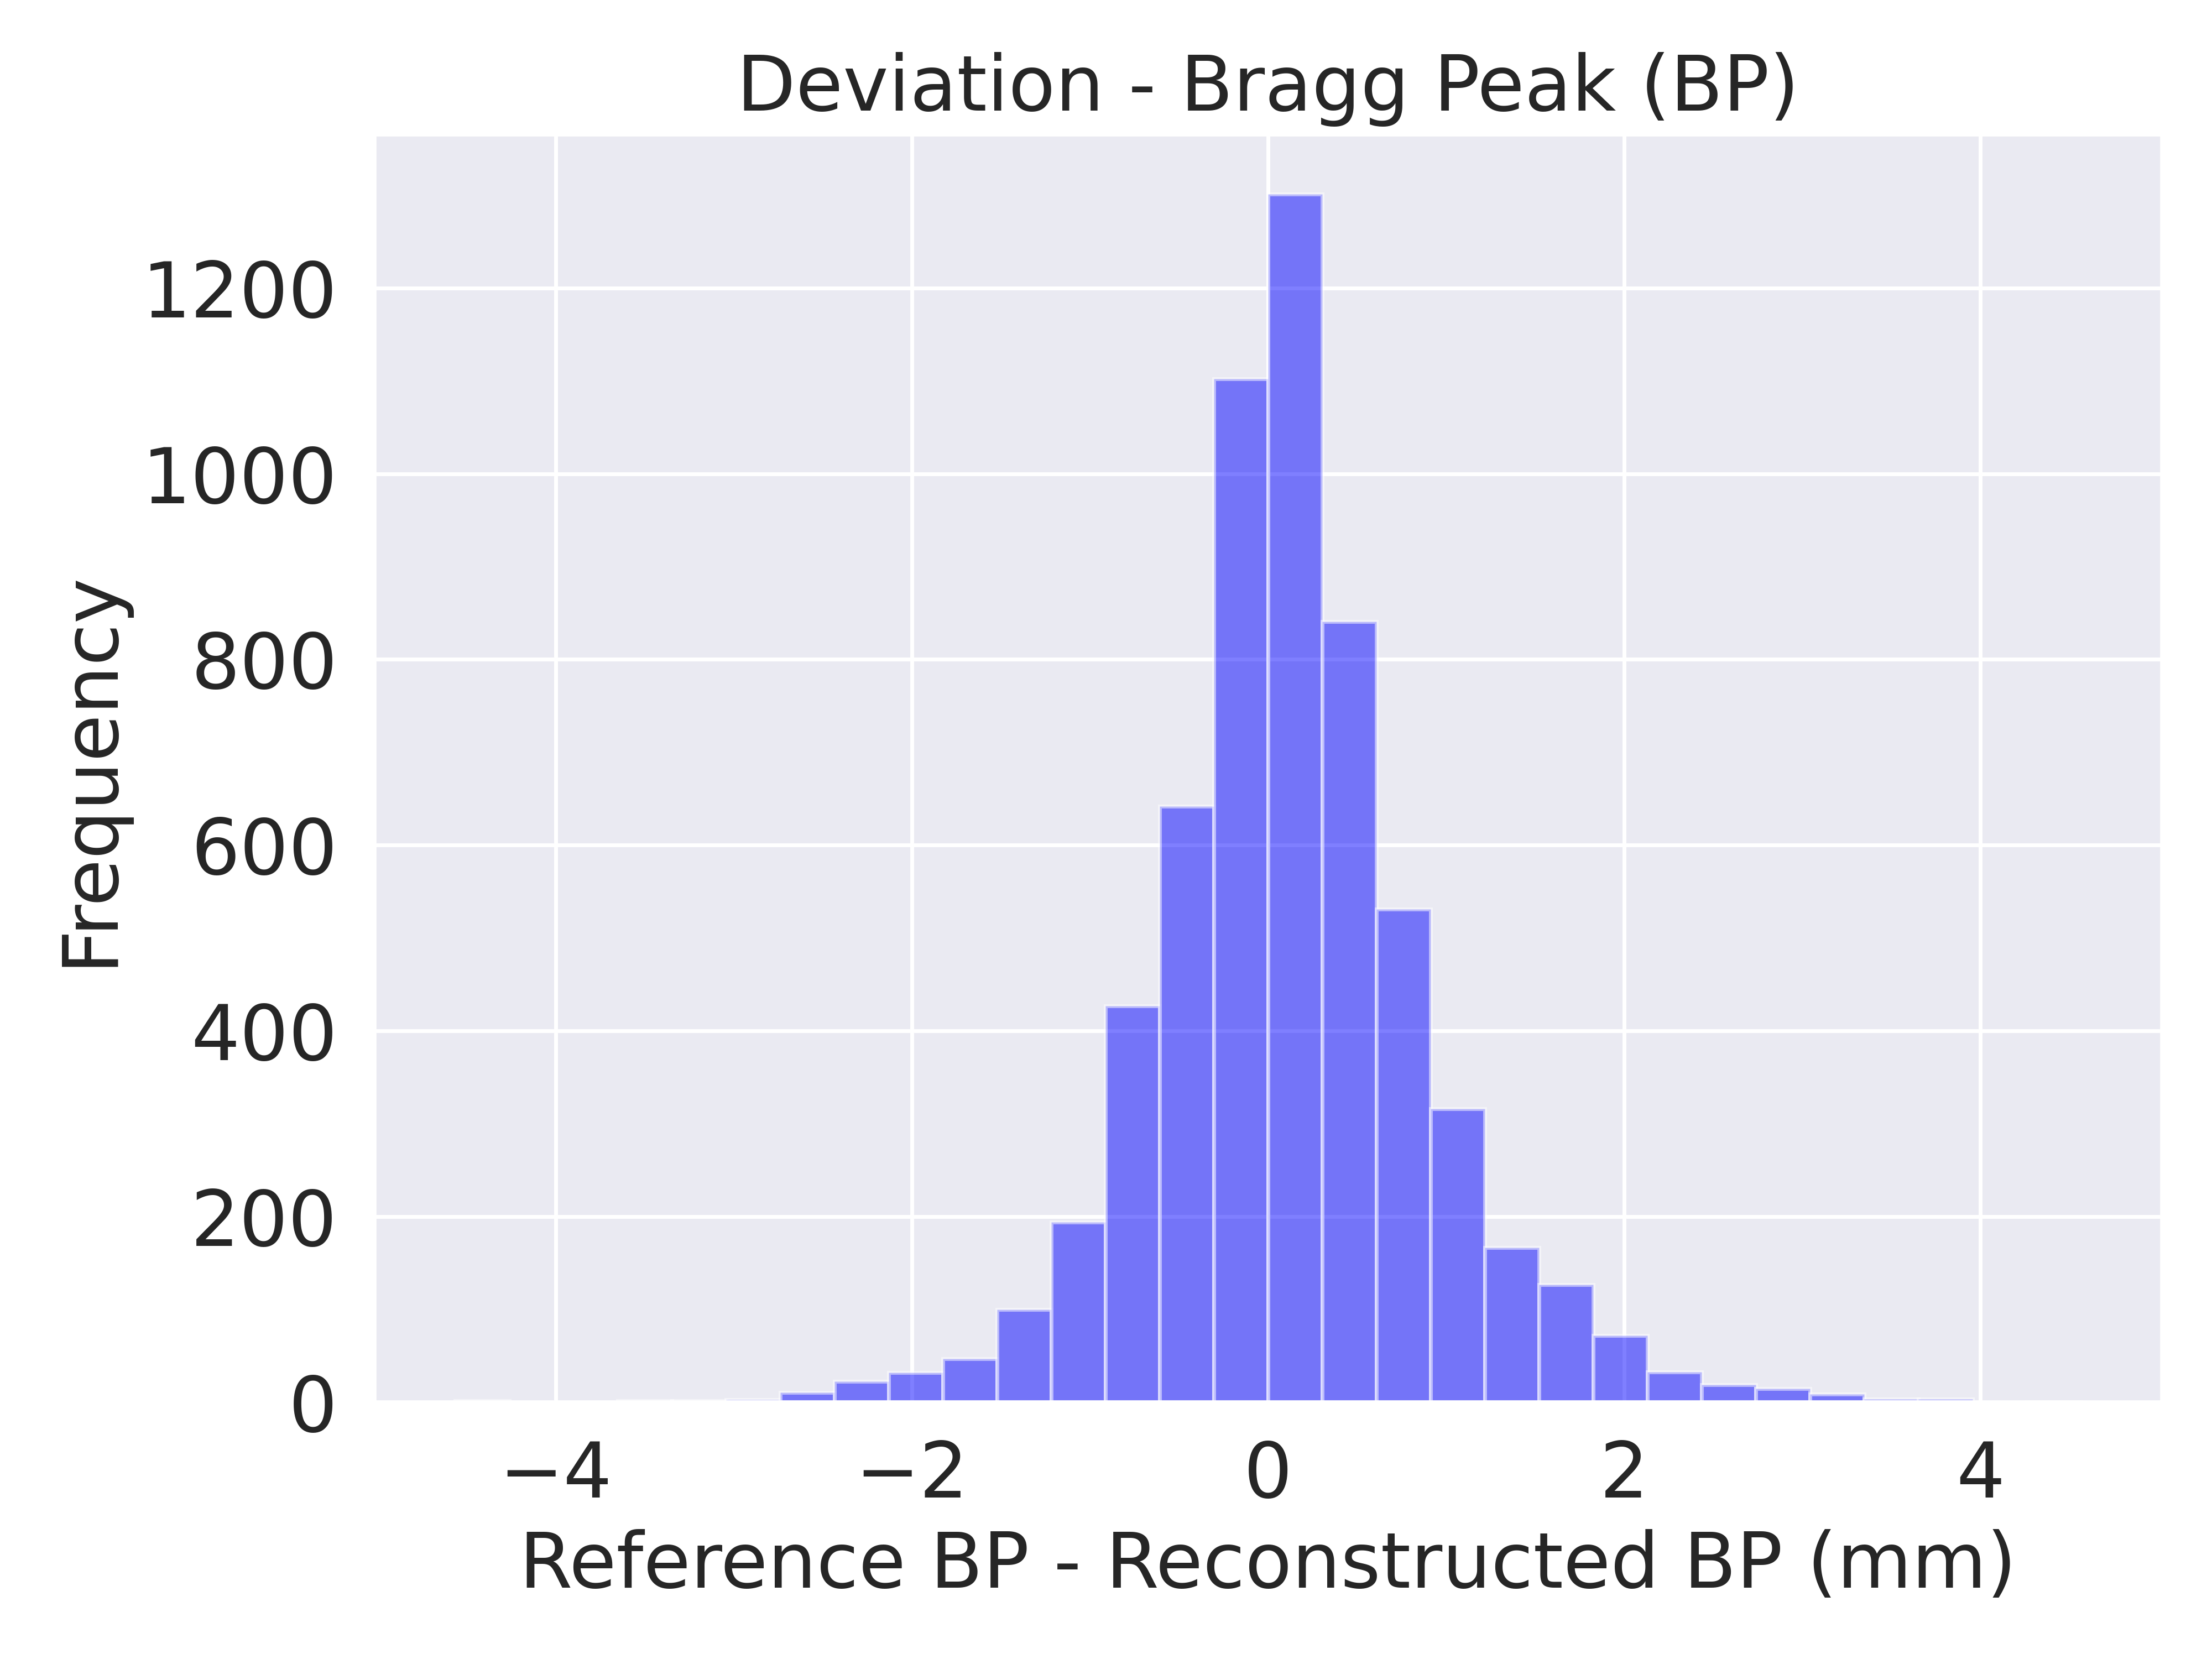 Deviation - Bragg Peak (BP)
1200
1000
800
600
400
200
0
Frequency
−4 −2 0 2 4
Reference BP - Reconstructed BP (mm)